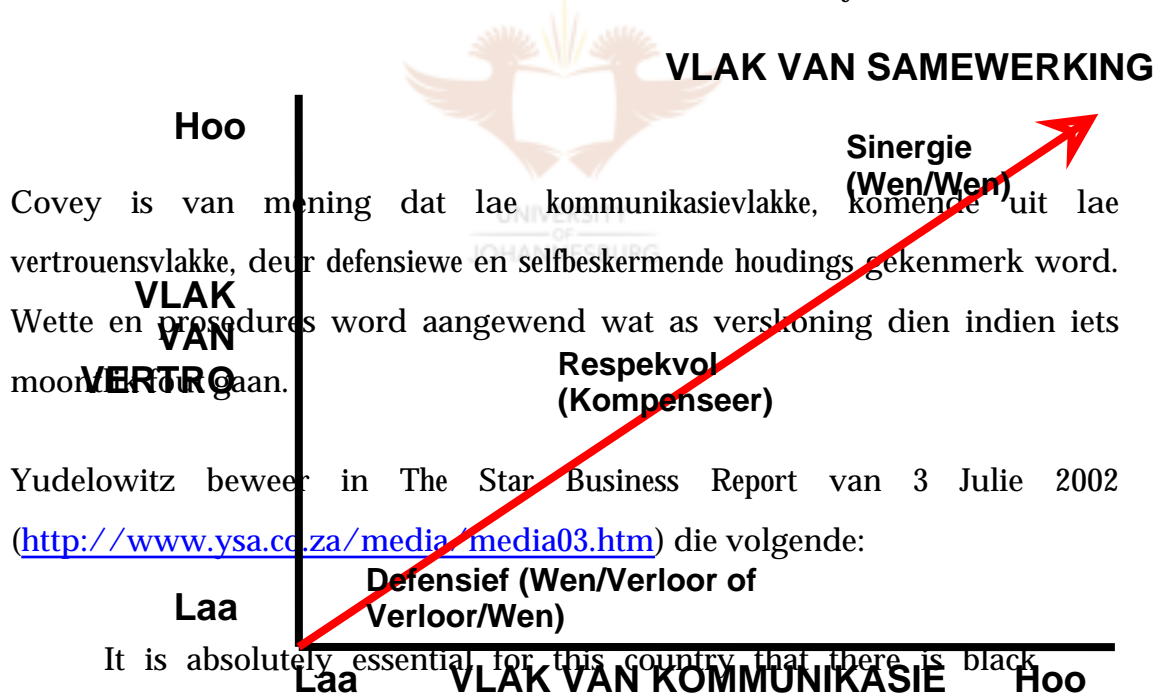 VLAK VAN SAMEWERKING
Hoo
Sinergie
(Wen/Wen)
Covey is van mening dat lae kommunikasievlakke, komende uit lae
UNIVERSITY
OF
JOHANNESBURG
vertrouensvlakke, deur defensiewe en selfbeskermende houdings gekenmerk word.
VLAK
VAN
VERTRO
Wette en prosedures word aangewend wat as verskoning dien indien iets
moontlik fout gaan.
Respekvol
(Kompenseer)
Yudelowitz beweer in The Star Business Report van 3 Julie 2002
(http://www.ysa.co.za/media/media03.htm) die volgende:
Defensief (Wen/Verloor of
Verloor/Wen)
Laa
It is absolutely essential for this country that there is black
Laa VLAK VAN KOMMUNIKASIE Hoo